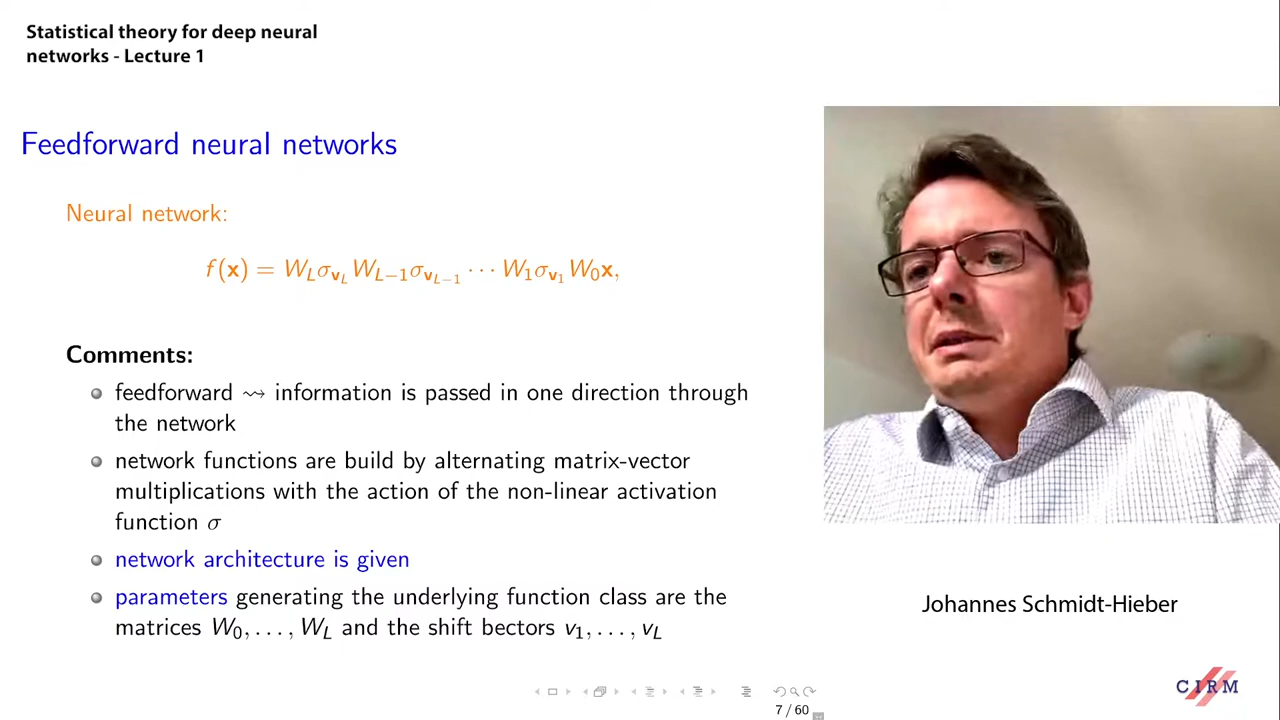 Statistical theory for deep neural
networks - Lecture 1
Feedforward neural networks
Neural network:
f(x) = W_L σ_{v_L} W_{L−1} σ_{v_{L−1}} ⋯ W_1 σ_{v_1} W_0 x,
Comments:
feedforward ⇝ information is passed in one direction through
the network
network functions are build by alternating matrix-vector
multiplications with the action of the non-linear activation
function σ
network architecture is given
parameters generating the underlying function class are the
matrices W_0, . . . , W_L and the shift bectors v_1, . . . , v_L
Johannes Schmidt-Hieber
CIRM
7 / 60